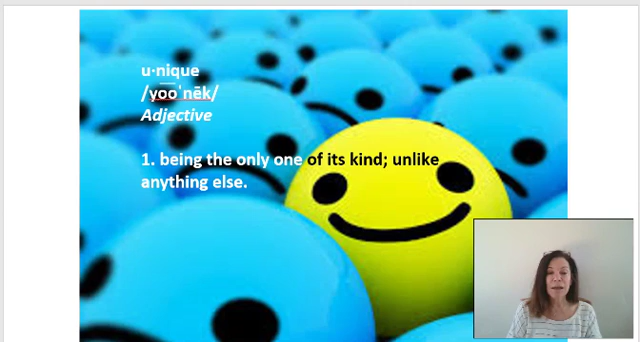 u·nique
/yo͞oˈnēk/
Adjective
1. being the only one of its kind; unlike
anything else.